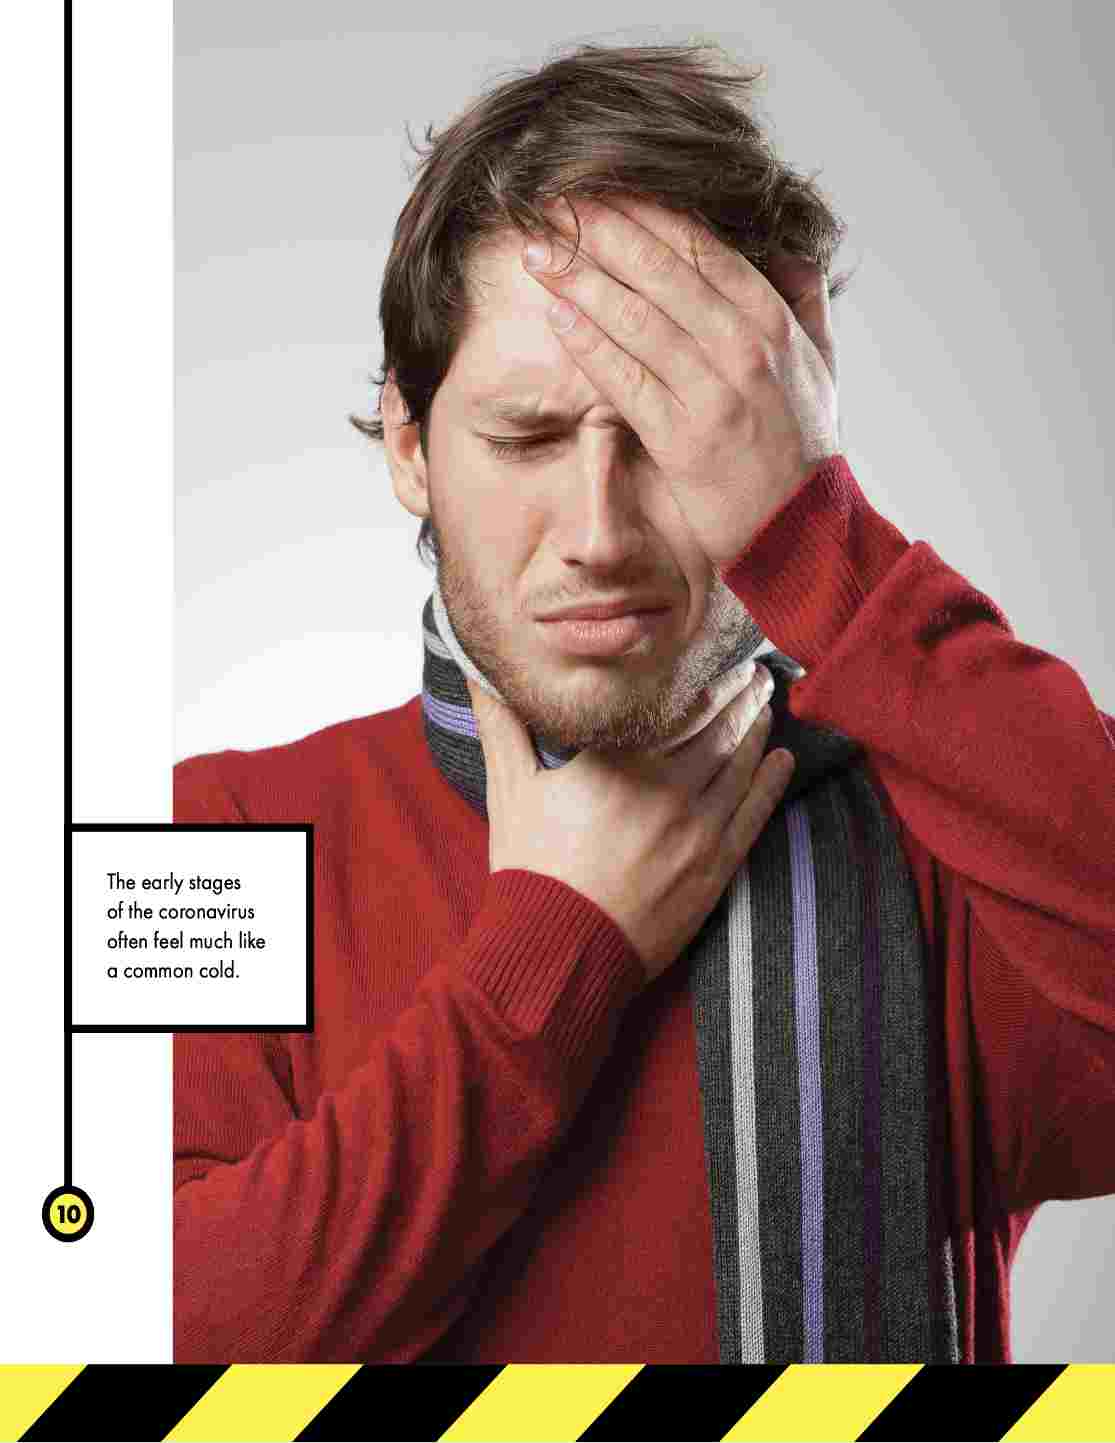 The early stages
of the coronavirus
often feel much like
a common cold.
10